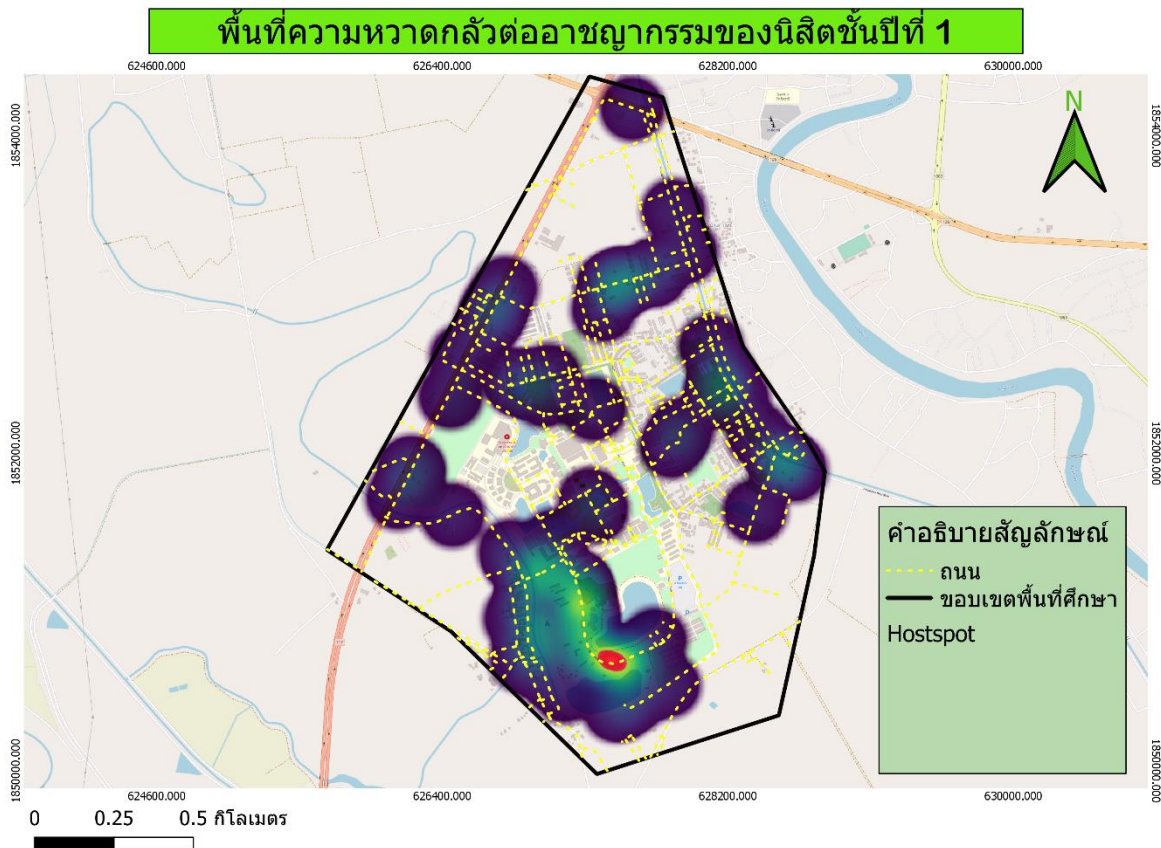 พื้นที่ความหวาดกลัวต่ออาชญากรรมของนิสิตชั้นปีที่ 1
624600.000 626400.000 628200.000 630000.000
1854000.000 1854000.000
N
1852000.000 1852000.000
คำอธิบายสัญลักษณ์
ถนน
ขอบเขตพื้นที่ศึกษา
Hostspot
P
1850000.000 1850000.000
624600.000 626400.000 628200.000 630000.000
0 0.25 0.5 กิโลเมตร